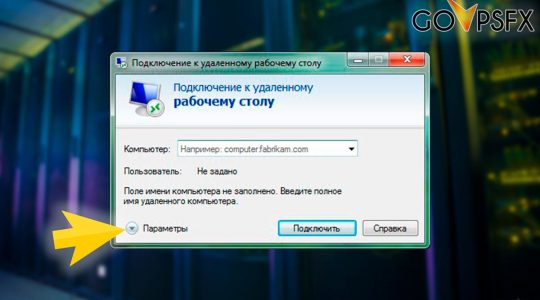 GOVPSFX
Подключение к удаленному рабочему столу
Подключение к удаленному
рабочему столу
Компьютер:
Например: computer.fabrikam.com
Пользователь:
Не задано
Поле имени компьютера не заполнено. Введите полное
имя удаленного компьютера.
Параметры
Подключить
Справка